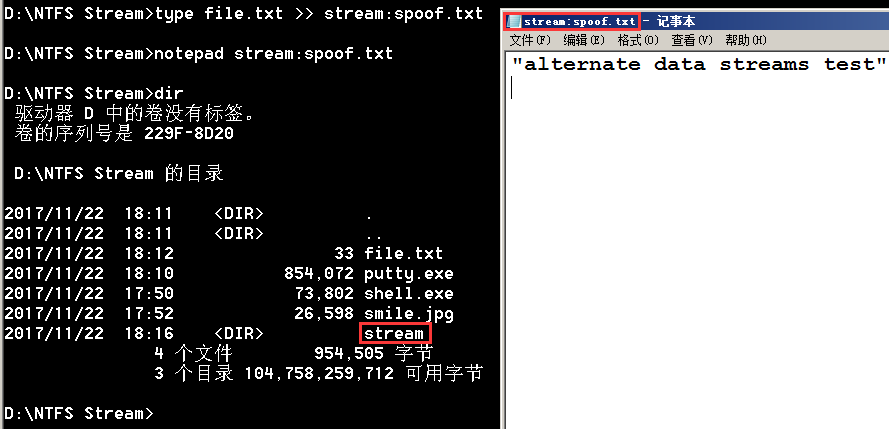 D:\NTFS Stream>type file.txt >> stream:spoof.txt
D:\NTFS Stream>notepad stream:spoof.txt
D:\NTFS Stream>dir
驱动器 D 中的卷没有标签。
卷的序列号是 229F-8D20
D:\NTFS Stream 的目录
2017/11/22  18:11    <DIR>          .
2017/11/22  18:11    <DIR>          ..
2017/11/22  18:12                33 file.txt
2017/11/22  18:10           854,072 putty.exe
2017/11/22  17:50            73,802 shell.exe
2017/11/22  17:52            26,598 smile.jpg
2017/11/22  18:16    <DIR>          stream
4 个文件        954,505 字节
3 个目录 104,758,259,712 可用字节
D:\NTFS Stream>
stream:spoof.txt - 记事本
文件(F) 编辑(E) 格式(O) 查看(V) 帮助(H)
"alternate data streams test"